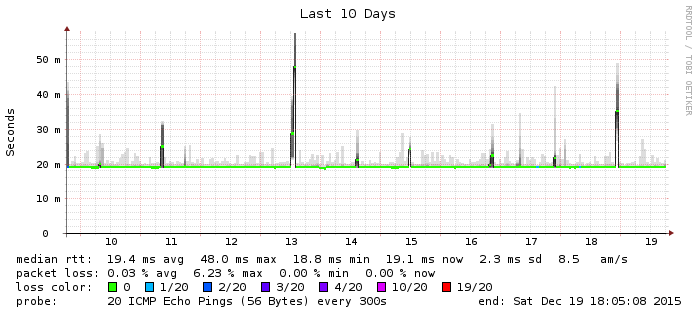 Last 10 Days
RRDTOOL / TOBI OETIKER
Seconds
50 m
40 m
30 m
20 m
10 m
0
10 11 12 13 14 15 16 17 18 19
median rtt: 19.4 ms avg 48.0 ms max 18.8 ms min 19.1 ms now 2.3 ms sd 8.5 am/s
packet loss: 0.03 % avg 6.23 % max 0.00 % min 0.00 % now
loss color: 0 1/20 2/20 3/20 4/20 10/20 19/20
probe: 20 ICMP Echo Pings (56 Bytes) every 300s end: Sat Dec 19 18:05:08 2015